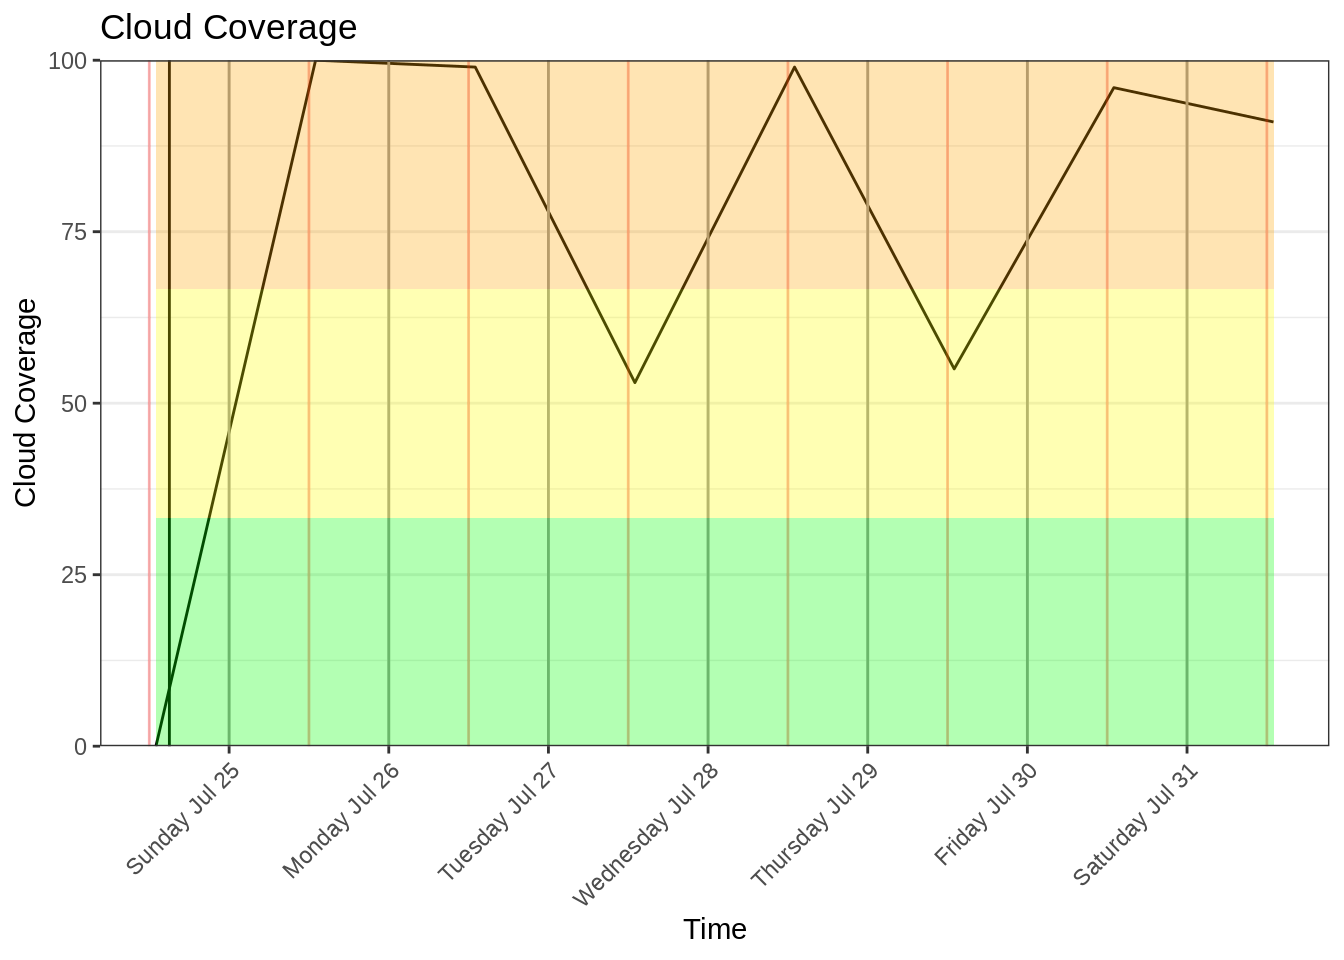 Cloud Coverage
Cloud Coverage
100
75
50
25
0
Sunday Jul 25
Monday Jul 26
Tuesday Jul 27
Wednesday Jul 28
Thursday Jul 29
Friday Jul 30
Saturday Jul 31
Time